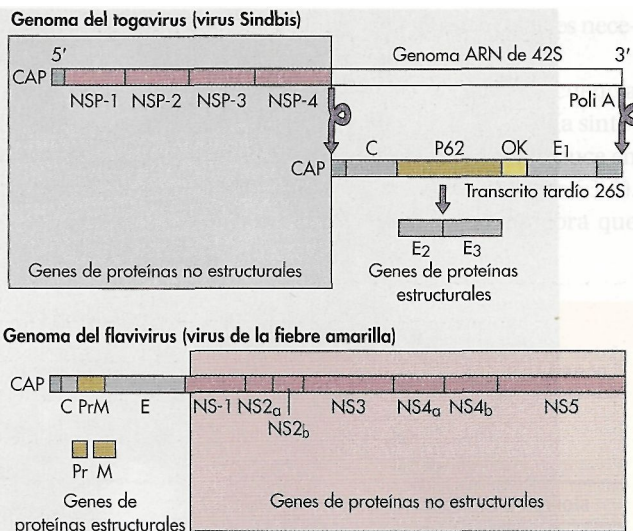 Genoma del togavirus (virus Sindbis)
5'
Genoma ARN de 42S
3'
CAP
NSP-1 NSP-2 NSP-3 NSP-4
Poli A
C P62 OK E1
CAP
Transcrito tardío 26S
E2 E3
Genes de proteínas no estructurales
Genes de proteínas
estructurales
Genoma del flavivirus (virus de la fiebre amarilla)
CAP
C PrM E NS-1 NS2a NS3 NS4a NS4b NS5
NS2b
Pr M
Genes de
proteínas estructurales
Genes de proteínas no estructurales